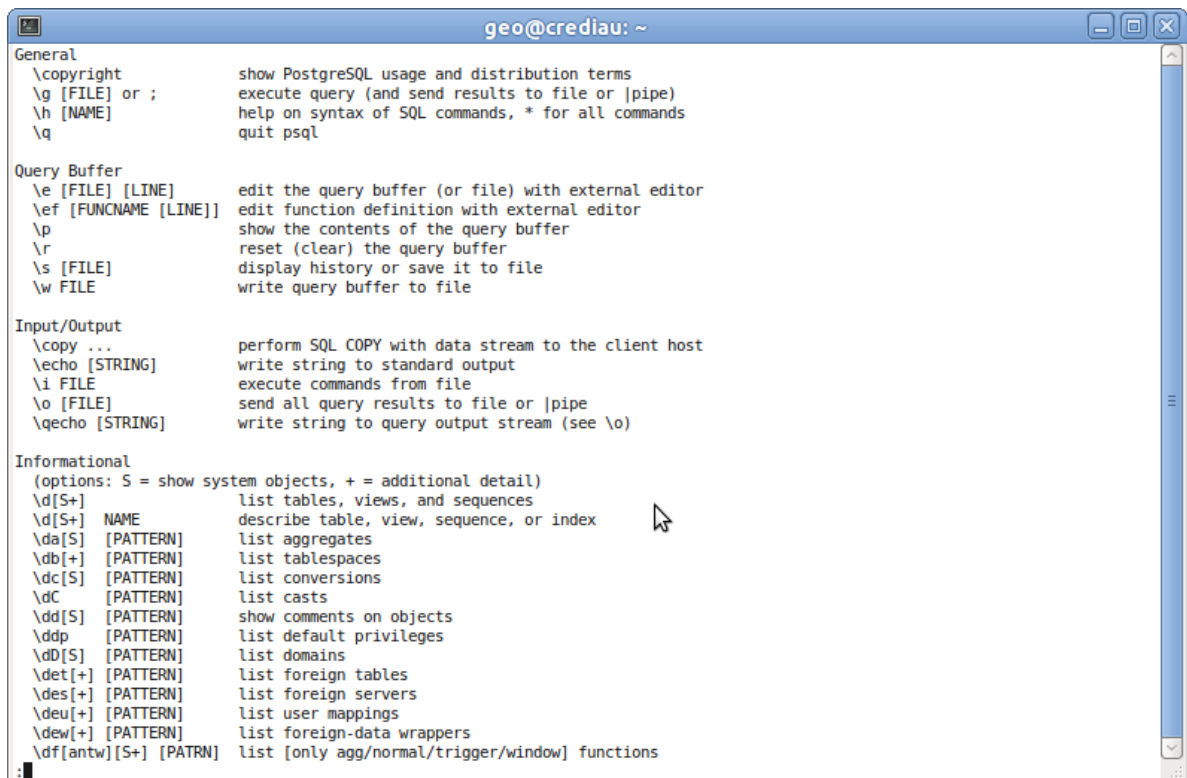 geo@crediau: ~
General
  \copyright             show PostgreSQL usage and distribution terms
  \g [FILE] or ;         execute query (and send results to file or |pipe)
  \h [NAME]              help on syntax of SQL commands, * for all commands
  \q                     quit psql

Query Buffer
  \e [FILE] [LINE]       edit the query buffer (or file) with external editor
  \ef [FUNCNAME [LINE]]  edit function definition with external editor
  \p                     show the contents of the query buffer
  \r                     reset (clear) the query buffer
  \s [FILE]              display history or save it to file
  \w FILE                write query buffer to file

Input/Output
  \copy ...              perform SQL COPY with data stream to the client host
  \echo [STRING]         write string to standard output
  \i FILE                execute commands from file
  \o [FILE]              send all query results to file or |pipe
  \qecho [STRING]        write string to query output stream (see \o)

Informational
  (options: S = show system objects, + = additional detail)
  \d[S+]                 list tables, views, and sequences
  \d[S+]  NAME           describe table, view, sequence, or index
  \da[S]  [PATTERN]      list aggregates
  \db[+]  [PATTERN]      list tablespaces
  \dc[S]  [PATTERN]      list conversions
  \dC     [PATTERN]      list casts
  \dd[S]  [PATTERN]      show comments on objects
  \ddp    [PATTERN]      list default privileges
  \dD[S]  [PATTERN]      list domains
  \det[+] [PATTERN]      list foreign tables
  \des[+] [PATTERN]      list foreign servers
  \deu[+] [PATTERN]      list user mappings
  \dew[+] [PATTERN]      list foreign-data wrappers
  \df[antw][S+] [PATRN]  list [only agg/normal/trigger/window] functions
: